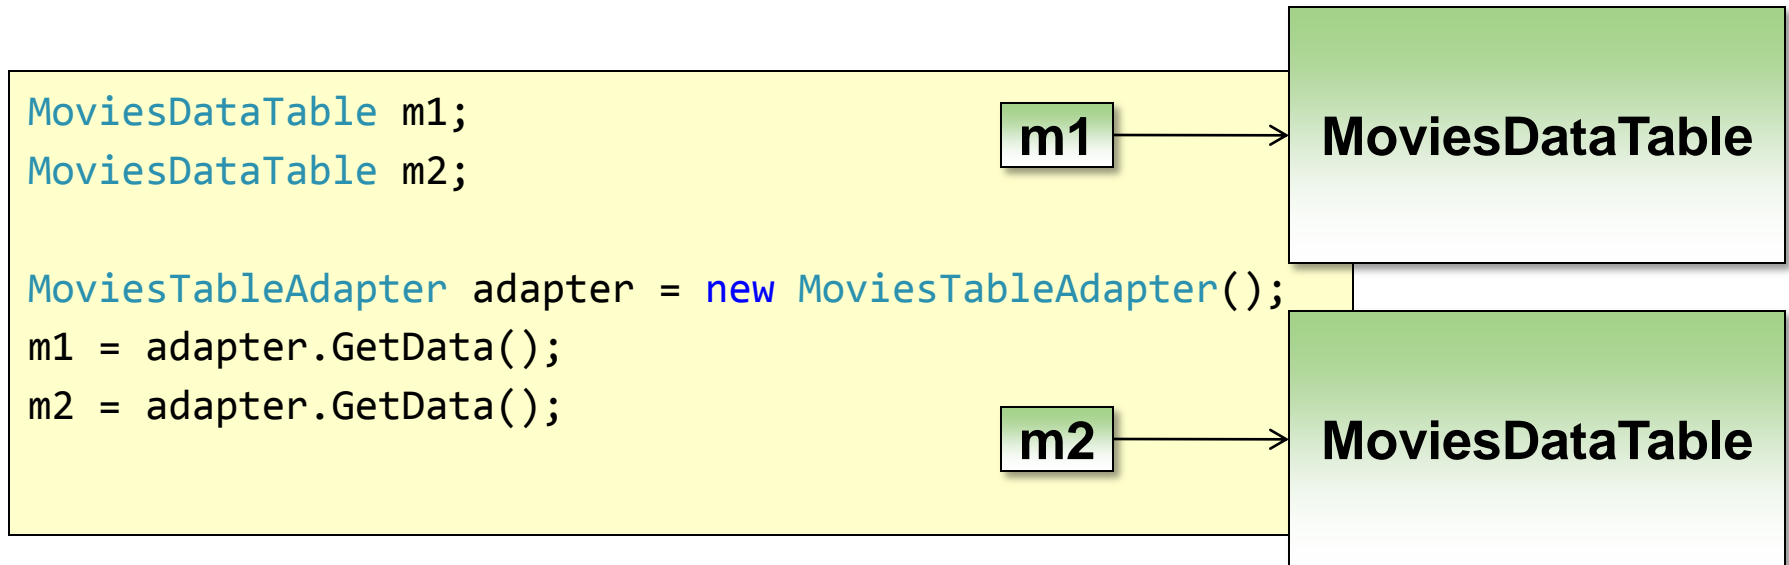 MoviesDataTable m1;
MoviesDataTable m2;
MoviesTableAdapter adapter = new MoviesTableAdapter();
m1 = adapter.GetData();
m2 = adapter.GetData();
m1
MoviesDataTable
m2
MoviesDataTable